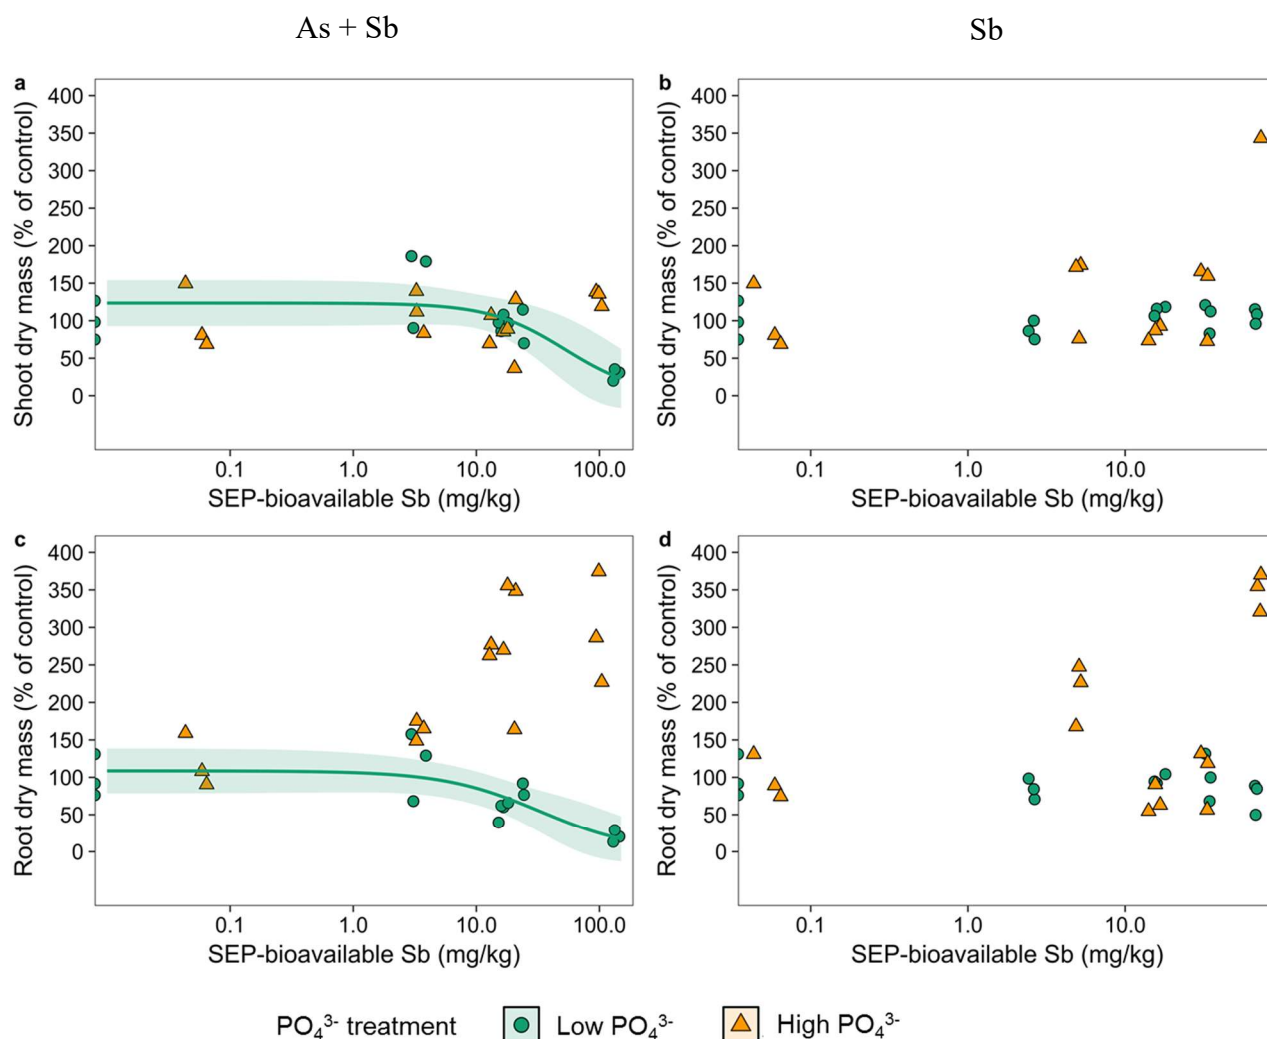 As + Sb
Sb
a
b
400
350
300
250
200
150
100
50
0
Shoot dry mass (% of control)
0.1 1.0 10.0 100.0
SEP-bioavailable Sb (mg/kg)
400
350
300
250
200
150
100
50
0
Shoot dry mass (% of control)
0.1 1.0 10.0
SEP-bioavailable Sb (mg/kg)
c
d
400
350
300
250
200
150
100
50
0
Root dry mass (% of control)
0.1 1.0 10.0 100.0
SEP-bioavailable Sb (mg/kg)
400
350
300
250
200
150
100
50
0
Root dry mass (% of control)
0.1 1.0 10.0
SEP-bioavailable Sb (mg/kg)
PO₄³⁻ treatment Low PO₄³⁻ High PO₄³⁻